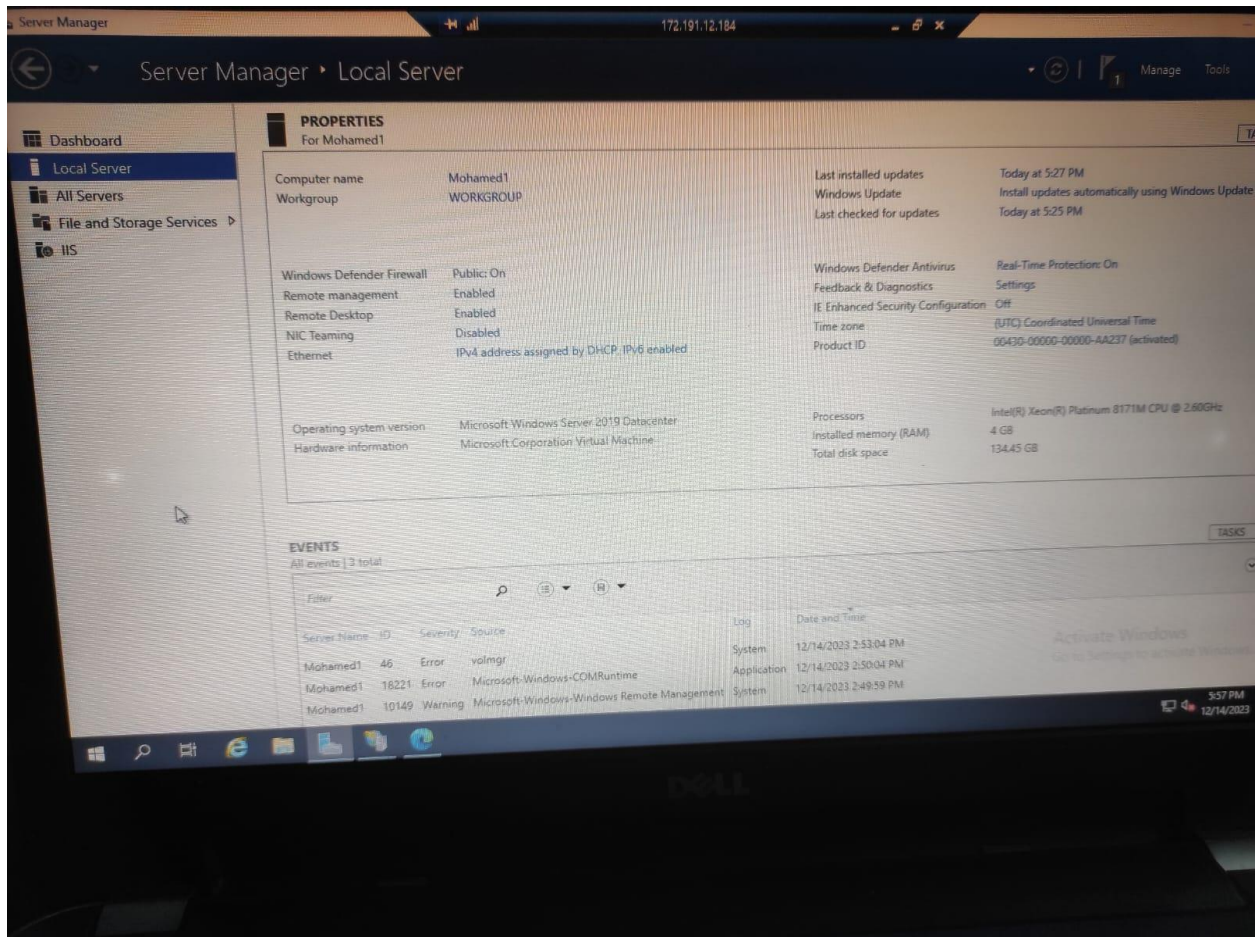 Server Manager
172.191.12.184
Server Manager • Local Server
1
Manage Tools
Dashboard
Local Server
All Servers
File and Storage Services
IIS
PROPERTIES
For Mohamed1
TA
Computer name Mohamed1
Workgroup WORKGROUP
Last installed updates Today at 5:27 PM
Windows Update Install updates automatically using Windows Update
Last checked for updates Today at 5:25 PM
Windows Defender Firewall Public: On
Remote management Enabled
Remote Desktop Enabled
NIC Teaming Disabled
Ethernet IPv4 address assigned by DHCP, IPv6 enabled
Windows Defender Antivirus Real-Time Protection: On
Feedback & Diagnostics Settings
IE Enhanced Security Configuration Off
Time zone (UTC) Coordinated Universal Time
Product ID 00430-00000-00000-AA237 (activated)
Operating system version Microsoft Windows Server 2019 Datacenter
Hardware information Microsoft Corporation Virtual Machine
Processors Intel(R) Xeon(R) Platinum 8171M CPU @ 2.60GHz
Installed memory (RAM) 4 GB
Total disk space 134.45 GB
EVENTS
All events | 3 total
TASKS
Filter
Server Name ID Severity Source Log Date and Time
Mohamed1 46 Error volmgr System 12/14/2023 2:53:04 PM
Mohamed1 18221 Error Microsoft-Windows-COMRuntime Application 12/14/2023 2:50:04 PM
Mohamed1 10149 Warning Microsoft-Windows-Windows Remote Management System 12/14/2023 2:49:59 PM
Activate Windows
Go to Settings to activate Windows.
5:57 PM
12/14/2023
DELL